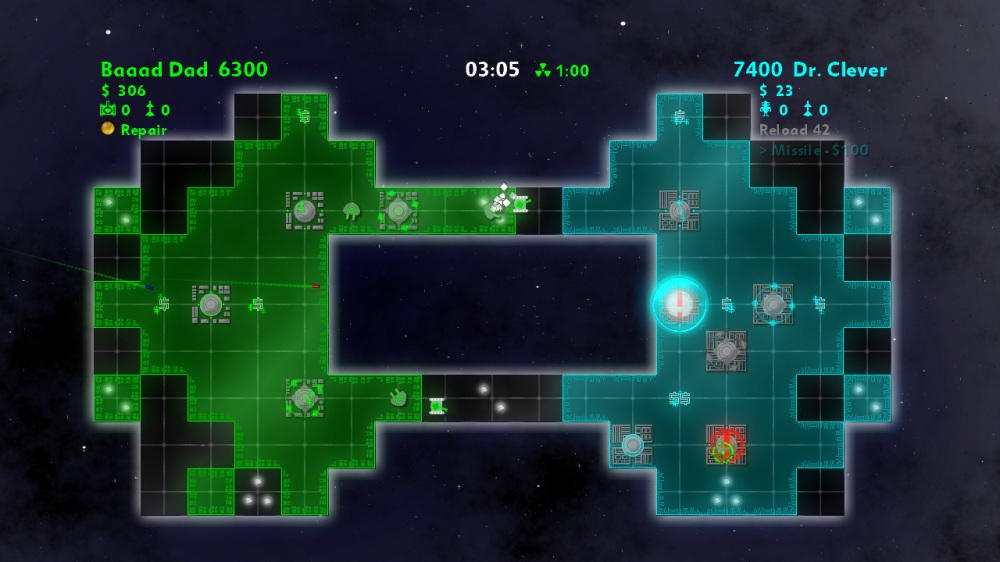 Baaad Dad 6300
$ 306
0 0
Repair
03:05 1:00
7400 Dr. Clever
$ 23
0 0
Reload 42
> Missile - $100